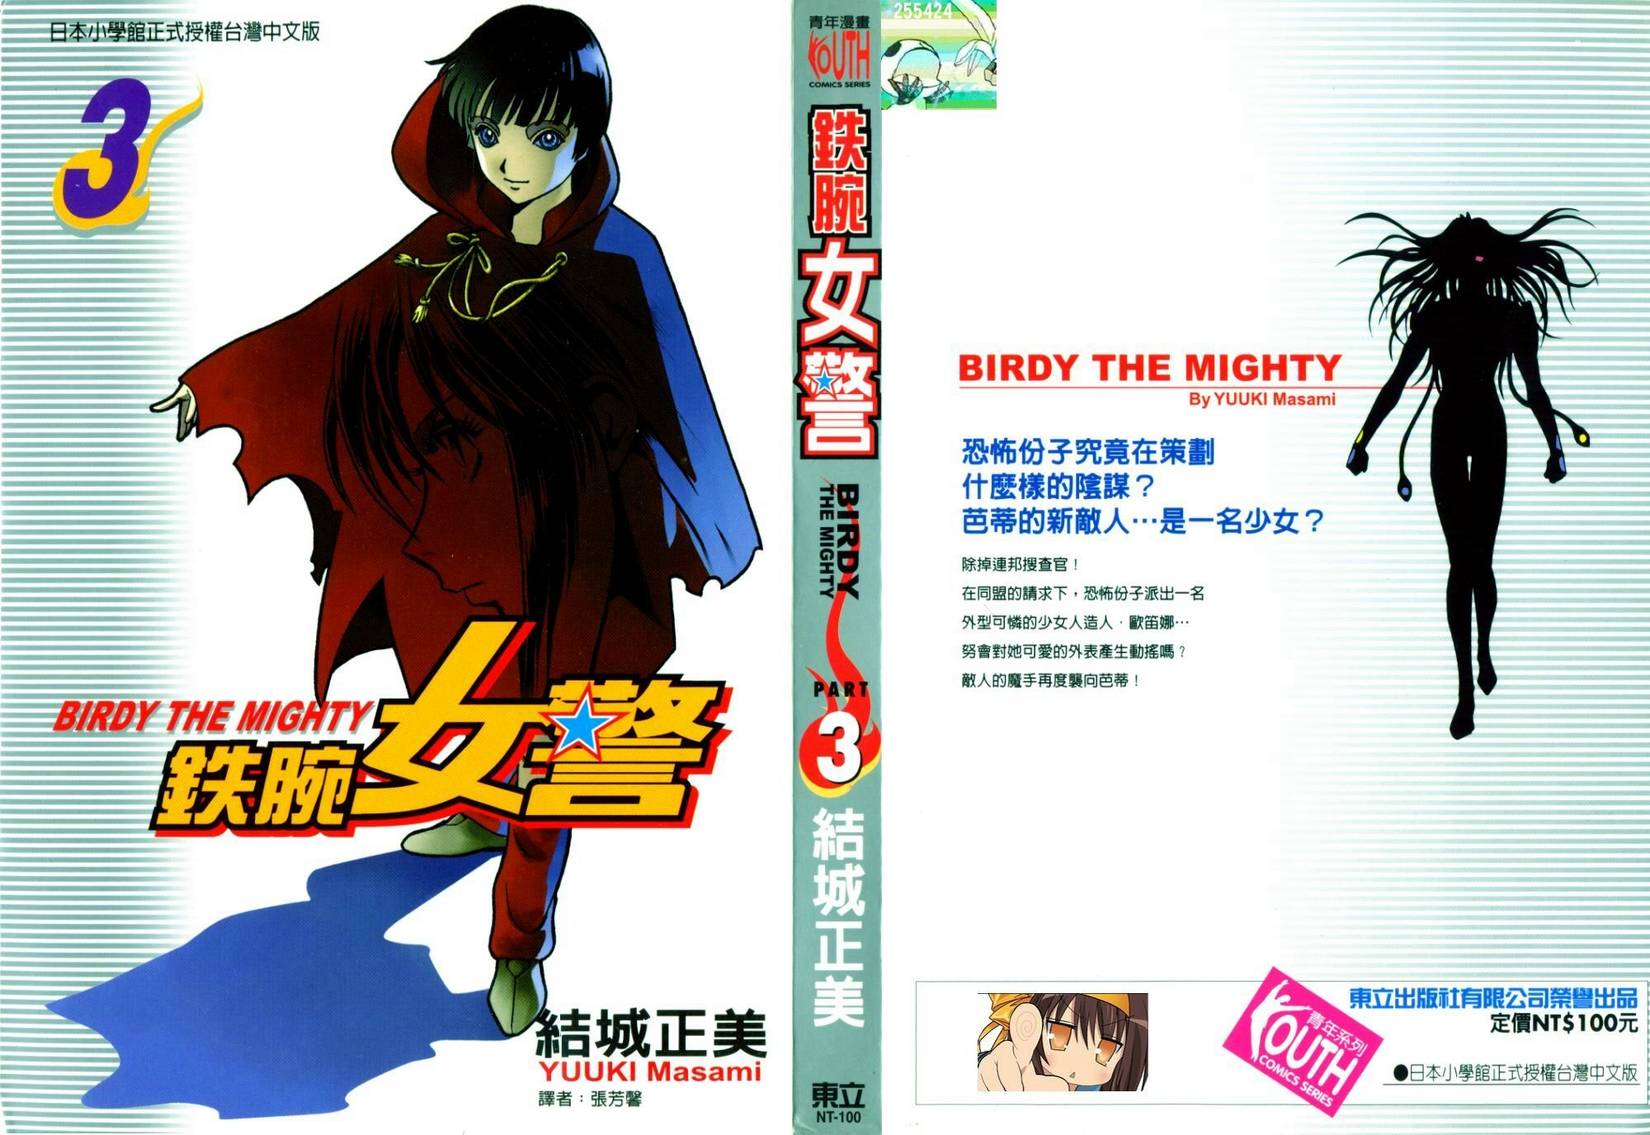 日本小學館正式授權台灣中文版
3
BIRDY THE MIGHTY
鉄腕女警
結城正美
YUUKI Masami
譯者：張芳馨
青年漫畫
YOUTH
COMICS SERIES
鉄腕女警
BIRDY
THE MIGHTY
PART
3
結城正美
東立
NT-100
255424
BIRDY THE MIGHTY
By YUUKI Masami
恐怖份子究竟在策劃
什麼樣的陰謀？
芭蒂的新敵人…是一名少女？
除掉連邦搜查官！
在同盟的請求下，恐怖份子派出一名
外型可憐的少女人造人．歐笛娜…
努會對她可愛的外表產生動搖嗎？
敵人的魔手再度襲向芭蒂！
青年系列
YOUTH
COMICS SERIES
東立出版社有限公司榮譽出品
定價NT$100元
●日本小學館正式授權台灣中文版